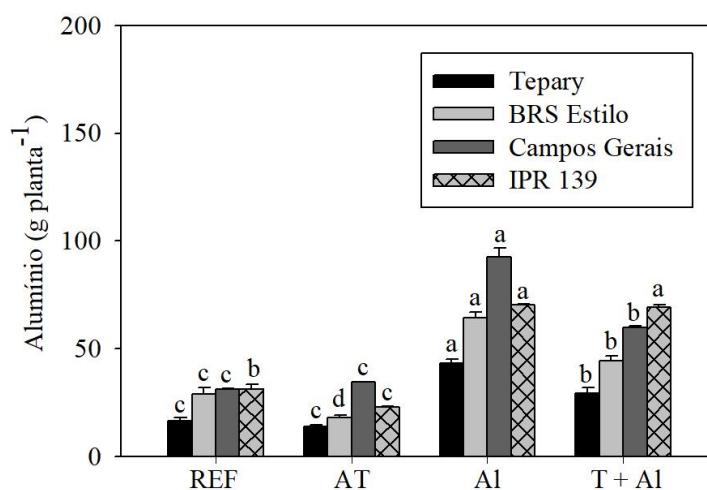 Alumínio (g planta⁻¹)
200
150
100
50
0
Tepary
BRS Estilo
Campos Gerais
IPR 139
c c c b
c d c c
a a a a
b b b a
REF AT Al T + Al